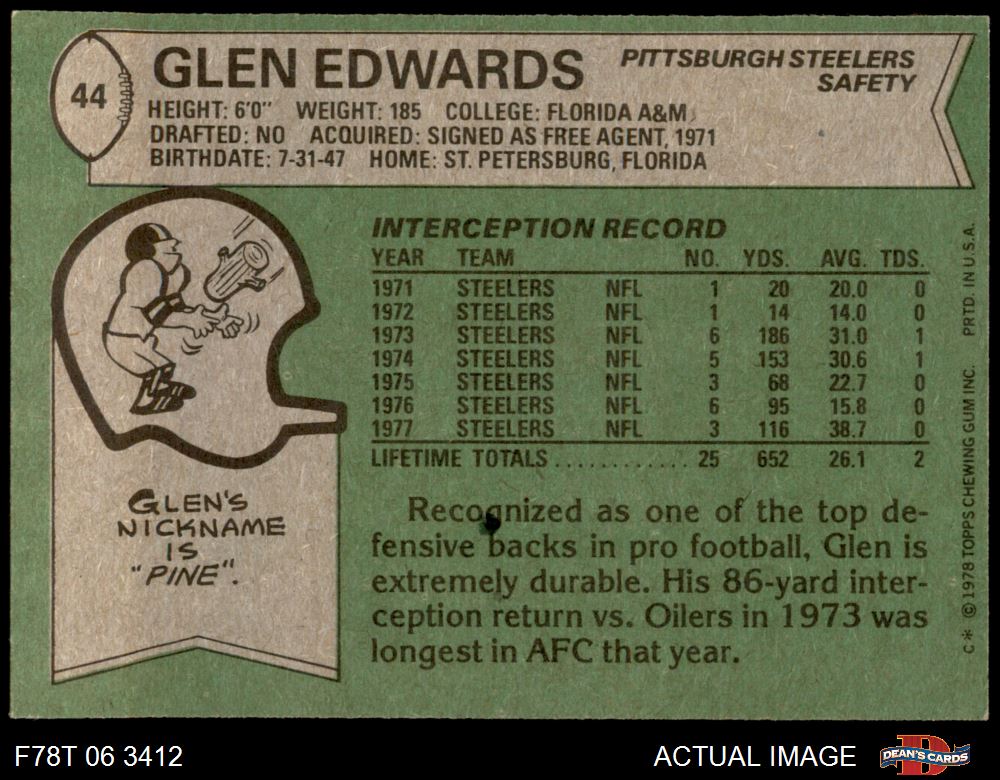 44
GLEN EDWARDS
PITTSBURGH STEELERS
SAFETY
HEIGHT: 6'0" WEIGHT: 185 COLLEGE: FLORIDA A&M
DRAFTED: NO ACQUIRED: SIGNED AS FREE AGENT, 1971
BIRTHDATE: 7-31-47 HOME: ST. PETERSBURG, FLORIDA
INTERCEPTION RECORD
YEAR TEAM NO. YDS. AVG. TDS.
1971 STEELERS NFL 1 20 20.0 0
1972 STEELERS NFL 1 14 14.0 0
1973 STEELERS NFL 6 186 31.0 1
1974 STEELERS NFL 5 153 30.6 1
1975 STEELERS NFL 3 68 22.7 0
1976 STEELERS NFL 6 95 15.8 0
1977 STEELERS NFL 3 116 38.7 0
LIFETIME TOTALS............ 25 652 26.1 2
GLEN'S
NICKNAME
IS
"PINE".
Recognized as one of the top de-
fensive backs in pro football, Glen is
extremely durable. His 86-yard inter-
ception return vs. Oilers in 1973 was
longest in AFC that year.
C* © 1978 TOPPS CHEWING GUM INC. PRTD. IN U.S.A.
F78T 06 3412
ACTUAL IMAGE
D
DEAN'S CARDS